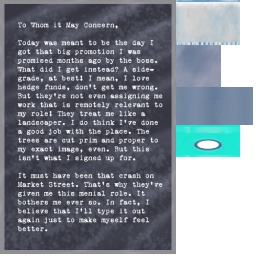 To Whom it May Concern,
Today was meant to be the day I
got that big promotion I was
promised months ago by the boss.
What did I get instead? A side-
grade, at best! I mean, I love
hedge funds, don't get me wrong.
But they're not even assigning me
work that is remotely relevant to
my role! They treat me like a
landscaper. I do think I've done
a good job with the place. The
trees are cut prim and proper to
my exact image, even. But this
isn't what I signed up for.
It must have been that crash on
Market Street. That's why they've
given me this menial role. It
bothers me ever so. In fact, I
believe that I'll type it out
again just to make myself feel
better.